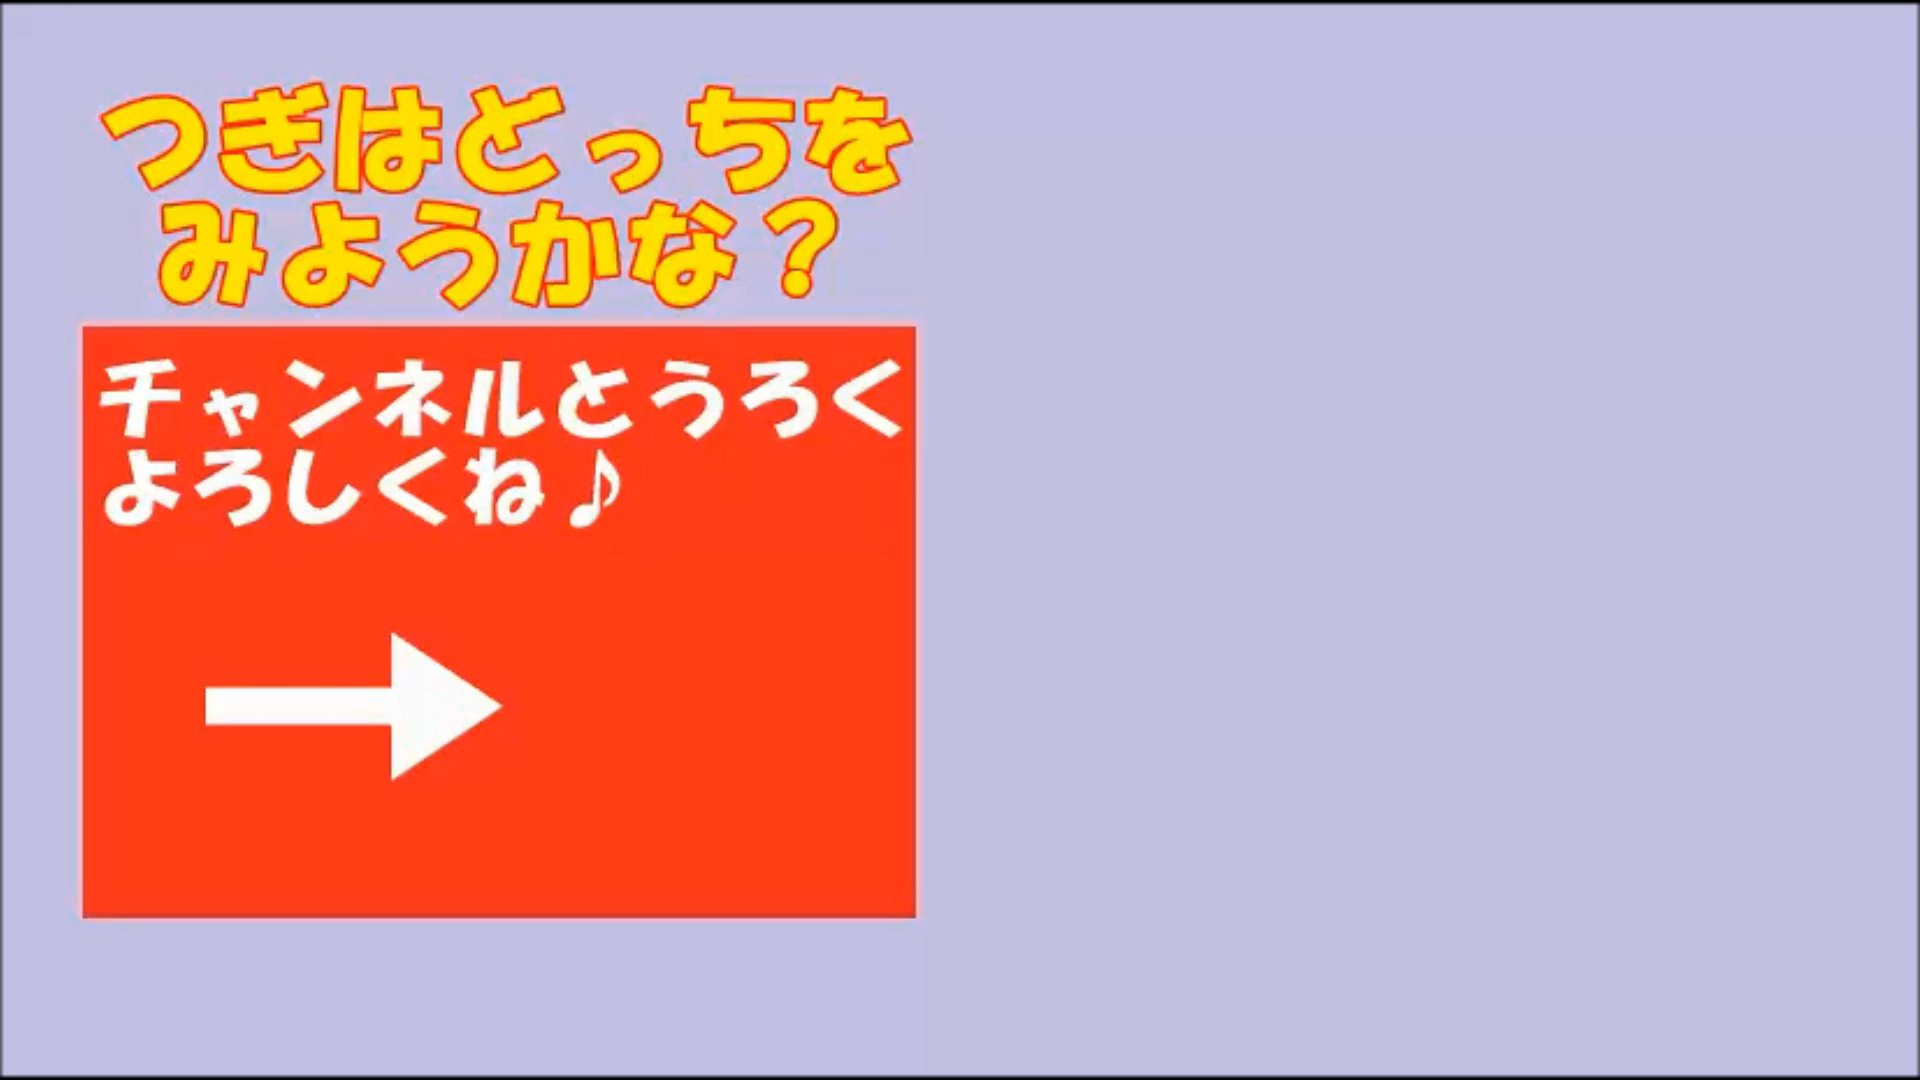 つぎはどっちを
みようかな？
チャンネルとうろく
よろしくね♪